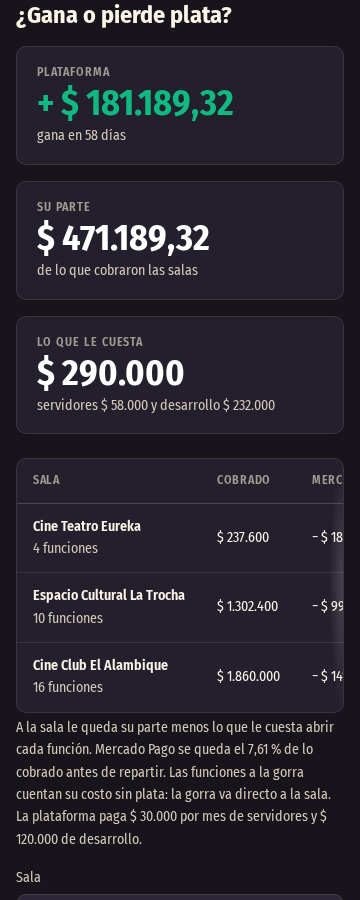 ¿Gana o pierde plata?
PLATAFORMA
+ $ 181.189,32
gana en 58 días
SU PARTE
$ 471.189,32
de lo que cobraron las salas
LO QUE LE CUESTA
$ 290.000
servidores $ 58.000 y desarrollo $ 232.000
SALA COBRADO MERC
Cine Teatro Eureka
4 funciones
$ 237.600 − $ 18
Espacio Cultural La Trocha
10 funciones
$ 1.302.400 − $ 99
Cine Club El Alambique
16 funciones
$ 1.860.000 − $ 14
A la sala le queda su parte menos lo que le cuesta abrir
cada función. Mercado Pago se queda el 7,61 % de lo
cobrado antes de repartir. Las funciones a la gorra
cuentan su costo sin plata: la gorra va directo a la sala.
La plataforma paga $ 30.000 por mes de servidores y $
120.000 de desarrollo.
Sala